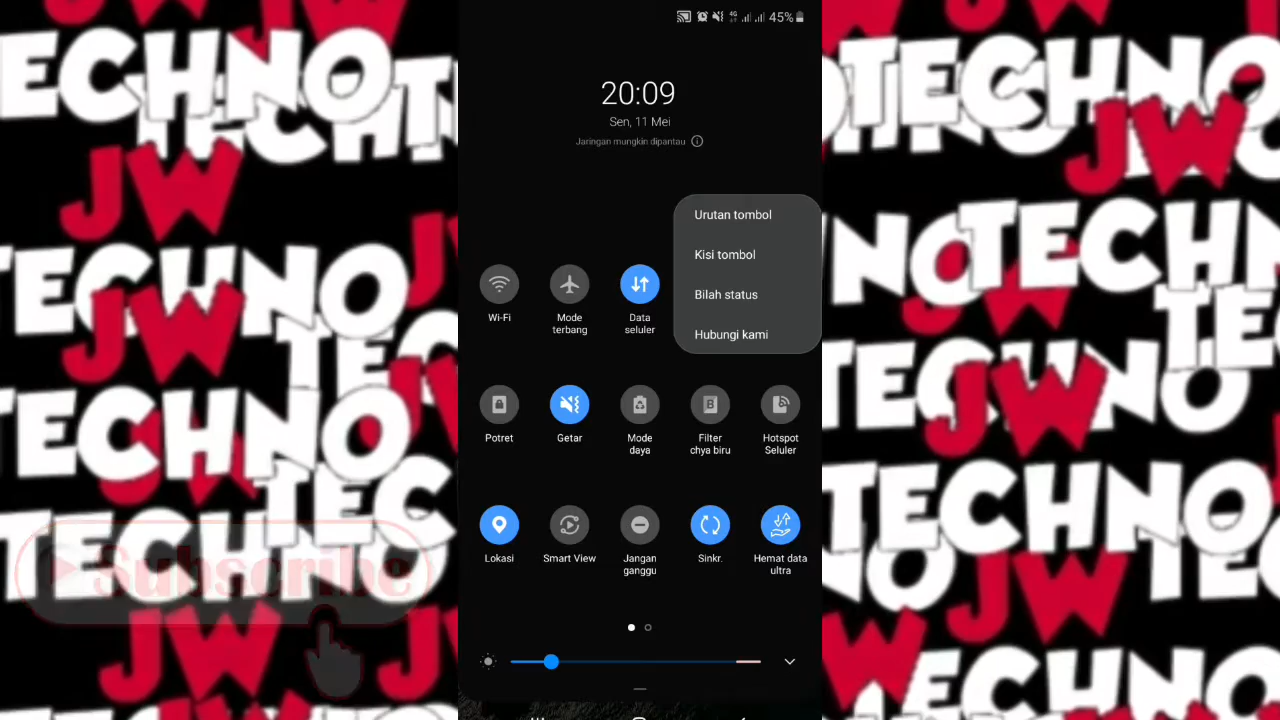 45%
20:09
Sen, 11 Mei
Jaringan mungkin dipantau
Urutan tombol
Kisi tombol
Bilah status
Hubungi kami
Wi-Fi
Mode
terbang
Data
seluler
Potret
Getar
Mode
daya
Filter
chya biru
Hotspot
Seluler
Lokasi
Smart View
Jangan
ganggu
Sinkr.
Hemat data
ultra
TECHNO
JW
TECHNO
JW
TECHNO
JW
TECHNO
JW
Subscribe